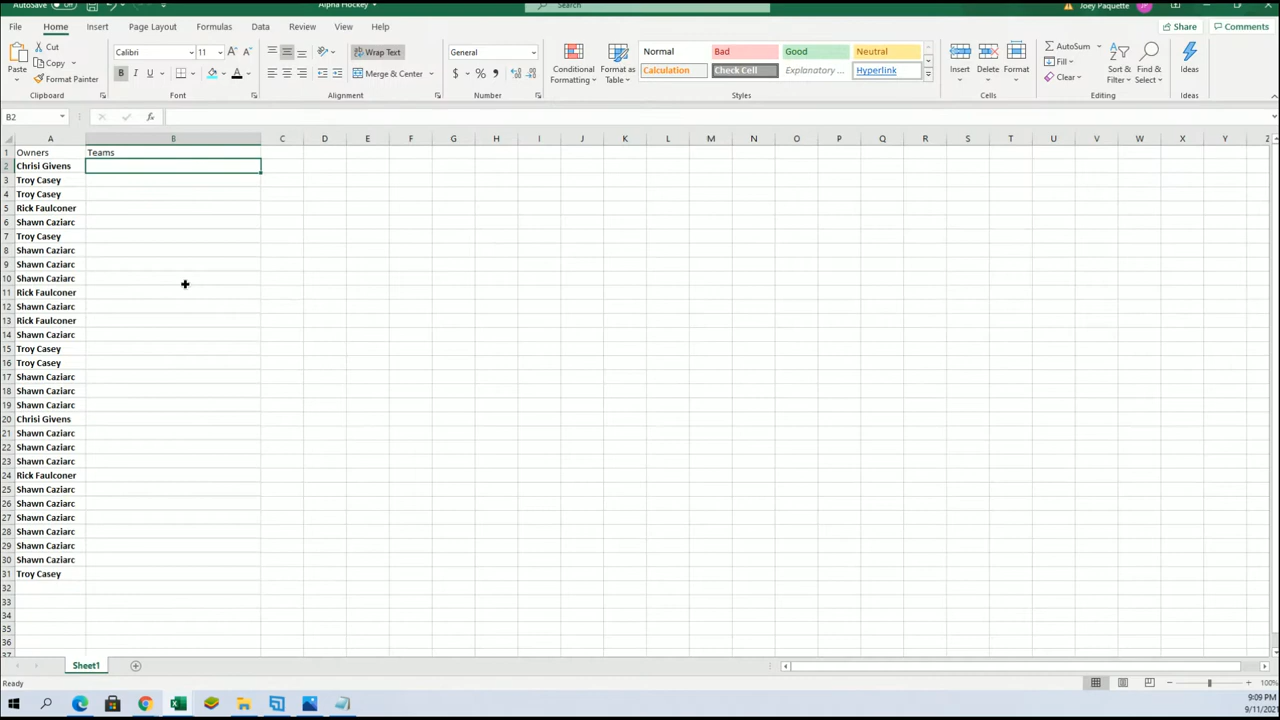 AutoSave Off Alpha Hockey Search Joey Paquette JP
File Home Insert Page Layout Formulas Data Review View Help Share Comments
Paste Cut Copy Format Painter Clipboard
Calibri 11 B I U A Font
Wrap Text Merge & Center Alignment
General $ % , Number
Conditional Formatting Format as Table Normal Bad Good Neutral
Calculation Check Cell Explanatory ... Hyperlink Styles
Insert Delete Format Cells
AutoSum Fill Clear Sort & Filter Find & Select Editing
Ideas Ideas
B2 fx
A B C D E F G H I J K L M N O P Q R S T U V W X Y Z
1 Owners Teams
2 Chrisi Givens
3 Troy Casey
4 Troy Casey
5 Rick Faulconer
6 Shawn Caziarc
7 Troy Casey
8 Shawn Caziarc
9 Shawn Caziarc
10 Shawn Caziarc
11 Rick Faulconer
12 Shawn Caziarc
13 Rick Faulconer
14 Shawn Caziarc
15 Troy Casey
16 Troy Casey
17 Shawn Caziarc
18 Shawn Caziarc
19 Shawn Caziarc
20 Chrisi Givens
21 Shawn Caziarc
22 Shawn Caziarc
23 Shawn Caziarc
24 Rick Faulconer
25 Shawn Caziarc
26 Shawn Caziarc
27 Shawn Caziarc
28 Shawn Caziarc
29 Shawn Caziarc
30 Shawn Caziarc
31 Troy Casey
32
33
34
35
36
37
Sheet1
Ready 100%
9:09 PM
9/11/2021